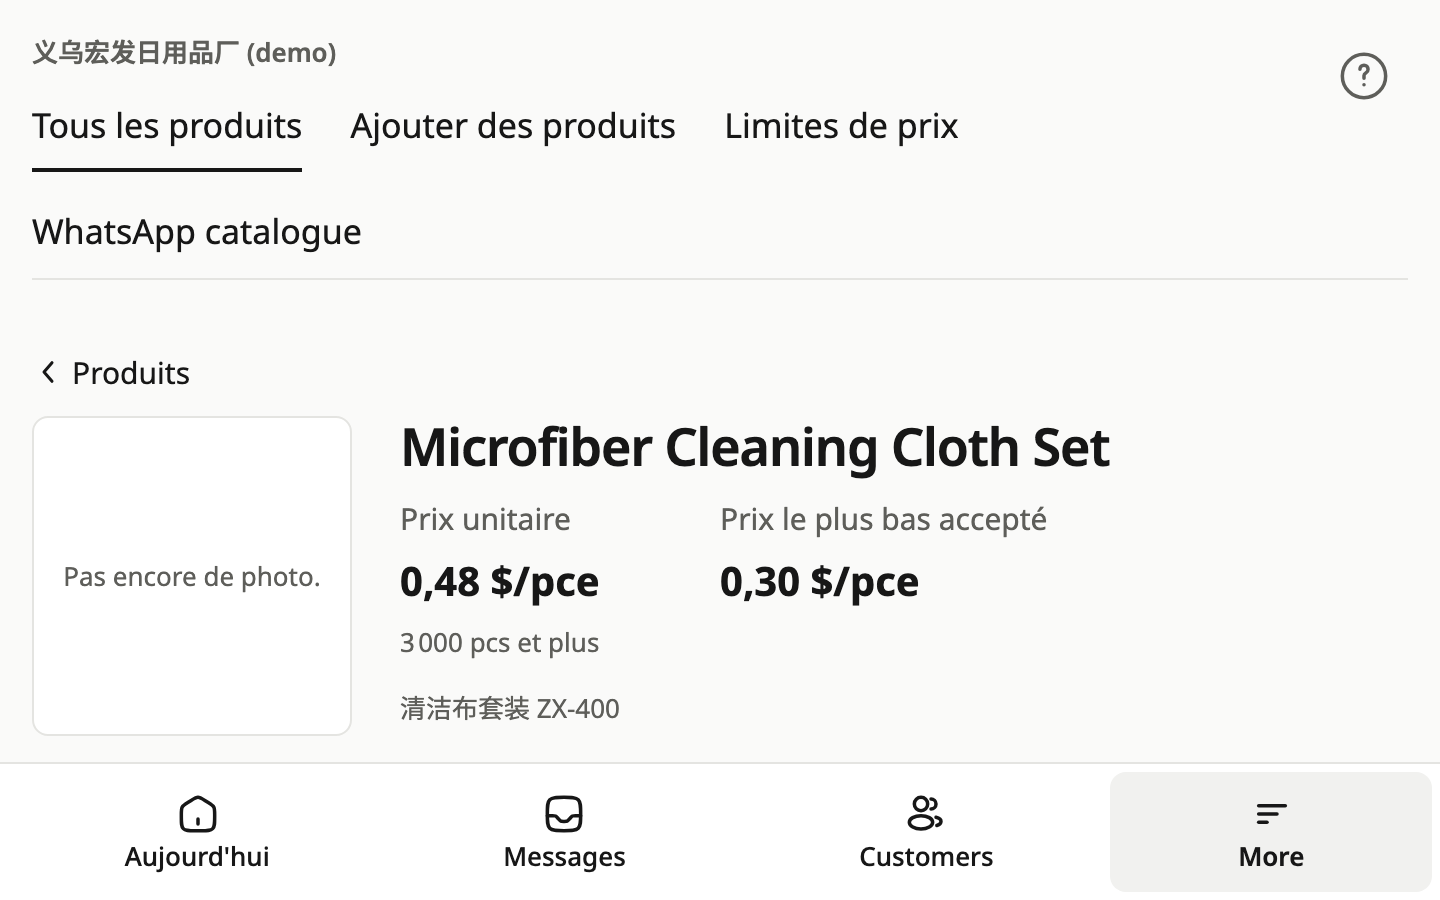 义乌宏发日用品厂 (demo)
Tous les produits
Ajouter des produits
Limites de prix
WhatsApp catalogue
Produits
Pas encore de photo.
Microfiber Cleaning Cloth Set
Prix unitaire
Prix le plus bas accepté
0,48 $/pce
0,30 $/pce
3 000 pcs et plus
清洁布套装 ZX-400
Aujourd'hui
Messages
Customers
More